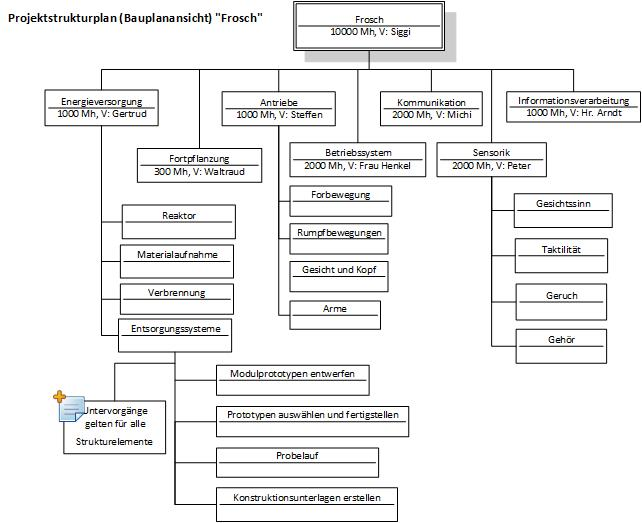 Projektstrukturplan (Bauplanansicht) "Frosch"
Frosch
10000 Mh, V: Siggi
Energieversorgung
1000 Mh, V: Gertrud
Antriebe
1000 Mh, V: Steffen
Kommunikation
2000 Mh, V: Michi
Informationsverarbeitung
1000 Mh, V: Hr. Arndt
Fortpflanzung
300 Mh, V: Waltraud
Betriebssystem
2000 Mh, V: Frau Henkel
Sensorik
2000 Mh, V: Peter
Reaktor
Materialaufnahme
Verbrennung
Entsorgungssysteme
Forbewegung
Rumpfbewegungen
Gesicht und Kopf
Arme
Gesichtssinn
Taktilität
Geruch
Gehör
Untervorgänge
gelten für alle
Strukturelemente
Modulprototypen entwerfen
Prototypen auswählen und fertigstellen
Probelauf
Konstruktionsunterlagen erstellen